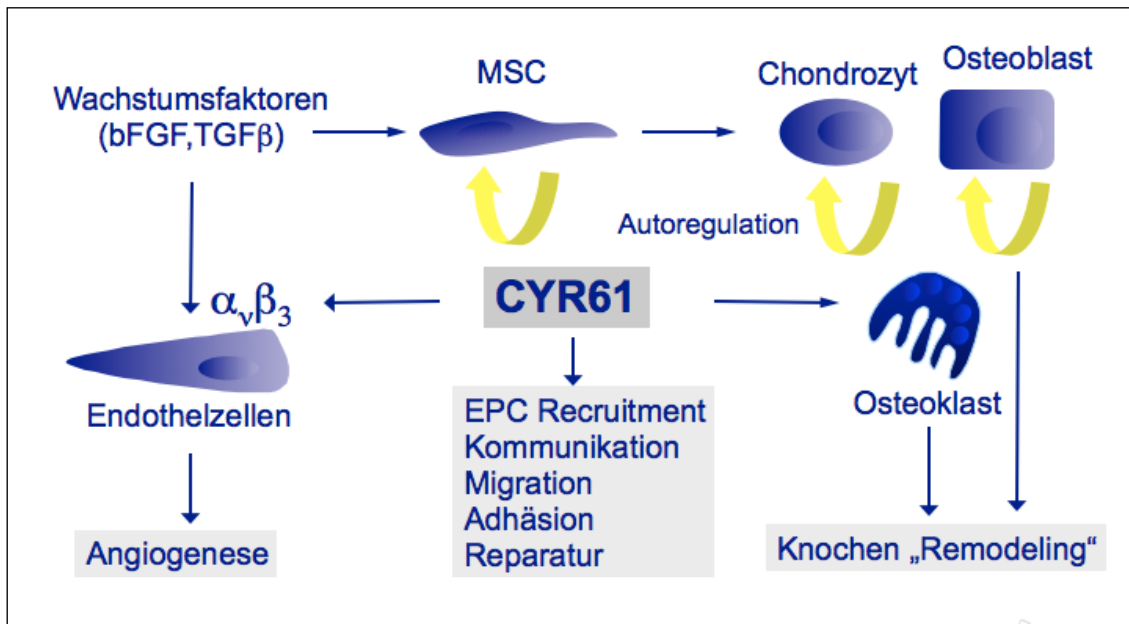 MSC
Chondrozyt
Osteoblast
Wachstumsfaktoren
(bFGF,TGFβ)
Autoregulation
CYR61
αvβ3
Endothelzellen
Osteoklast
EPC Recruitment
Kommunikation
Migration
Adhäsion
Reparatur
Angiogenese
Knochen „Remodeling“